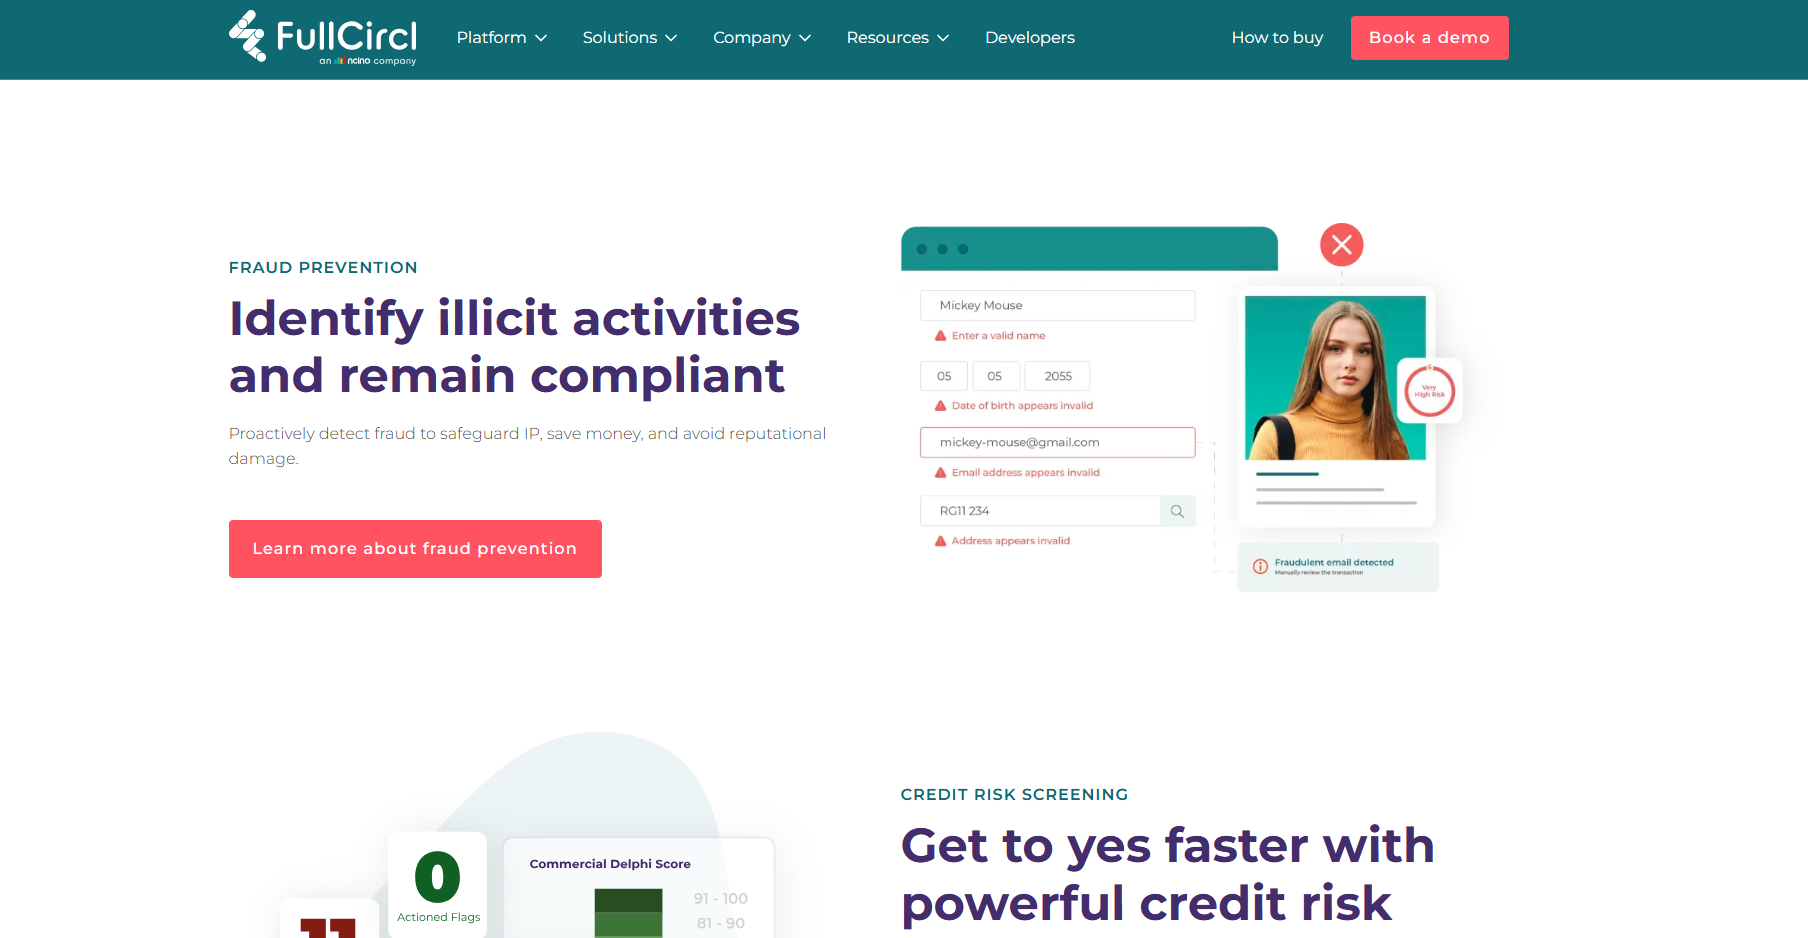 FullCircl
an ncino company
Platform
Solutions
Company
Resources
Developers
How to buy
Book a demo
FRAUD PREVENTION
Identify illicit activities
and remain compliant
Proactively detect fraud to safeguard IP, save money, and avoid reputational
damage.
Learn more about fraud prevention
Mickey Mouse
Enter a valid name
05 05 2055
Date of birth appears invalid
mickey-mouse@gmail.com
Email address appears invalid
RG11 234
Address appears invalid
Very
High Risk
Fraudulent email detected
Manually review the transaction
0
Actioned Flags
11
Commercial Delphi Score
91 - 100
81 - 90
CREDIT RISK SCREENING
Get to yes faster with
powerful credit risk